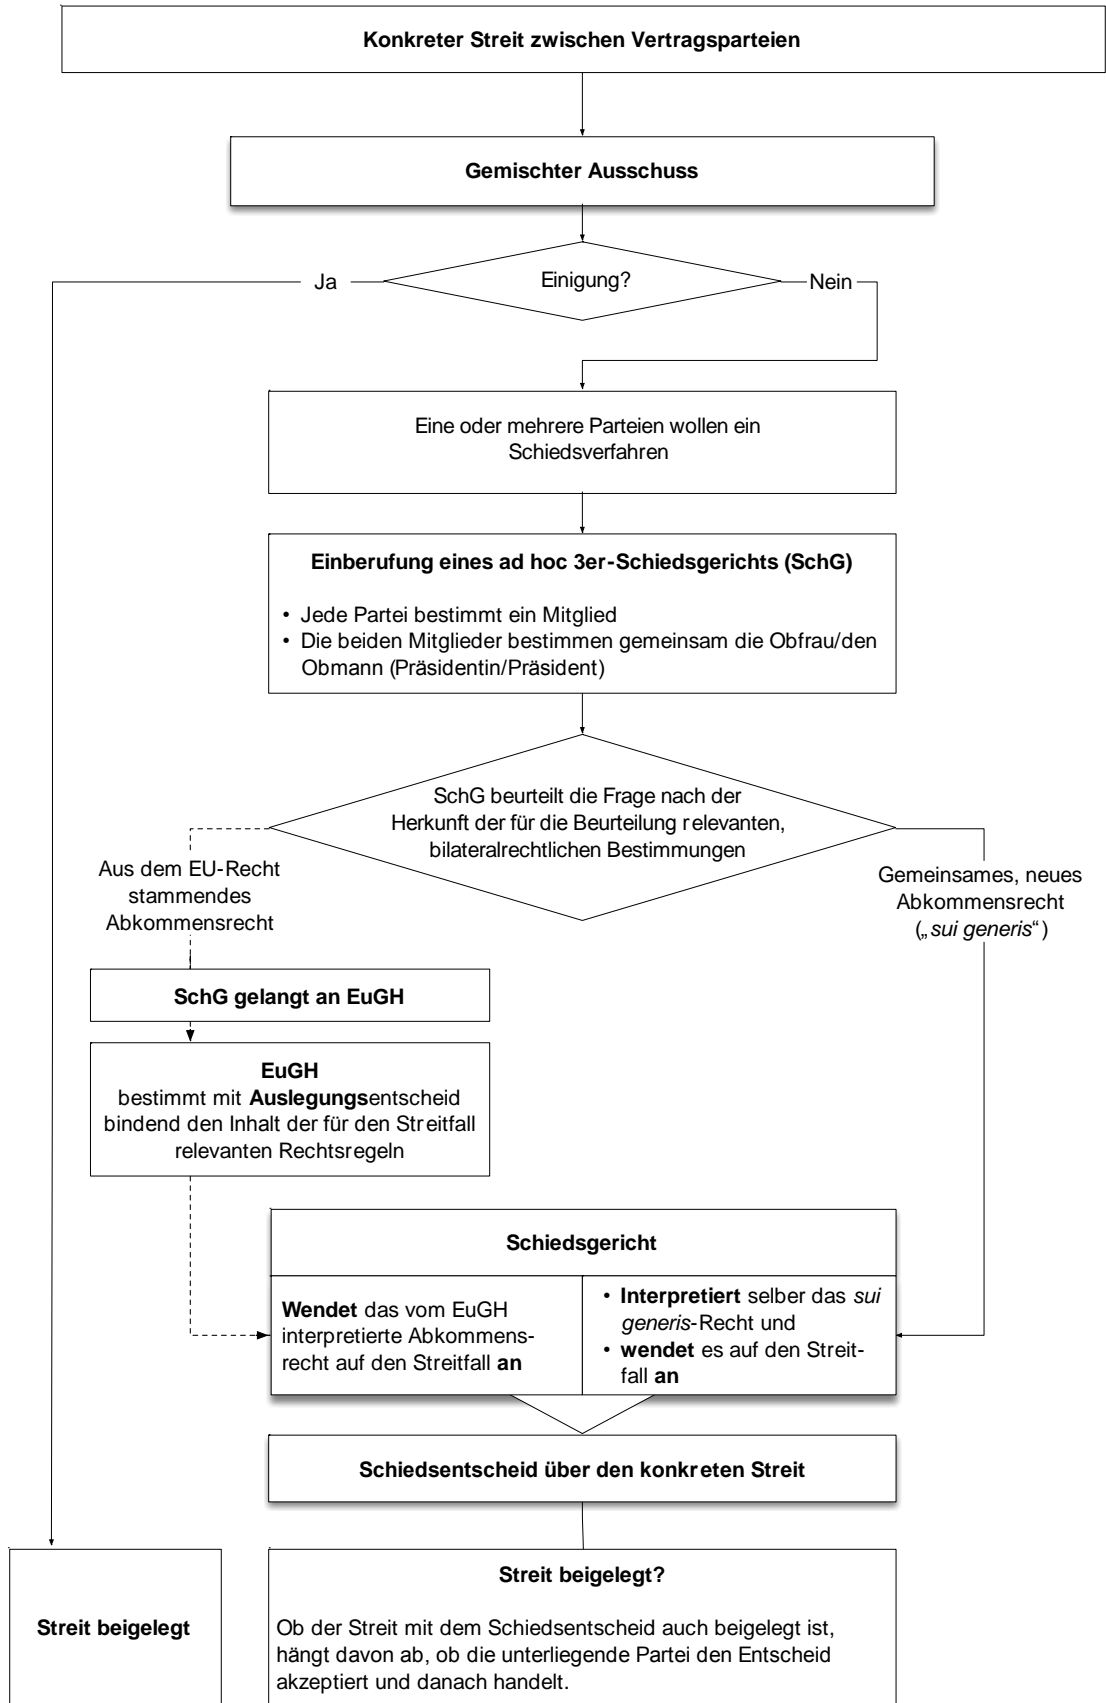 Konkreter Streit zwischen Vertragsparteien
Gemischter Ausschuss
Einigung?
Ja
Nein
Eine oder mehrere Parteien wollen ein
Schiedsverfahren
Einberufung eines ad hoc 3er-Schiedsgerichts (SchG)
• Jede Partei bestimmt ein Mitglied
• Die beiden Mitglieder bestimmen gemeinsam die Obfrau/den
Obmann (Präsidentin/Präsident)
SchG beurteilt die Frage nach der
Herkunft der für die Beurteilung relevanten,
bilateralrechtlichen Bestimmungen
Aus dem EU-Recht
stammendes
Abkommensrecht
Gemeinsames, neues
Abkommensrecht
(„sui generis“)
SchG gelangt an EuGH
EuGH
bestimmt mit Auslegungsentscheid
bindend den Inhalt der für den Streitfall
relevanten Rechtsregeln
Schiedsgericht
Wendet das vom EuGH
interpretierte Abkommens-
recht auf den Streitfall an
• Interpretiert selber das sui
generis-Recht und
• wendet es auf den Streit-
fall an
Schiedsentscheid über den konkreten Streit
Streit beigelegt
Streit beigelegt?
Ob der Streit mit dem Schiedsentscheid auch beigelegt ist,
hängt davon ab, ob die unterliegende Partei den Entscheid
akzeptiert und danach handelt.